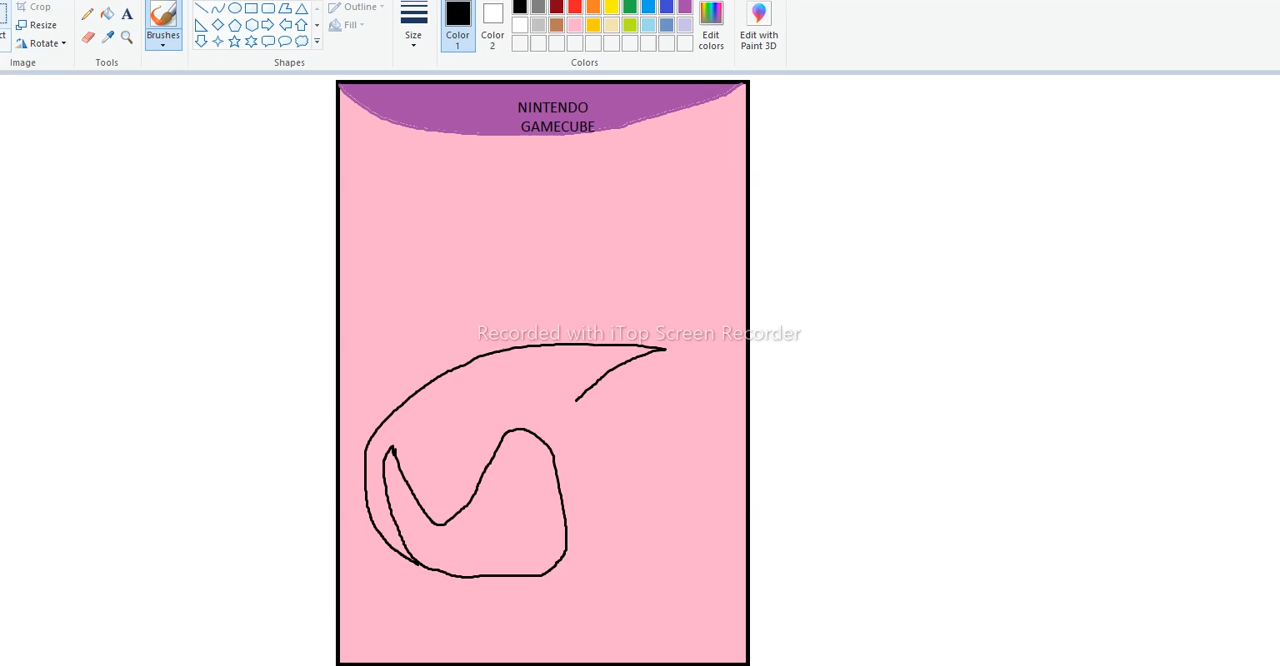 Crop
Resize
Rotate
Image
Tools
Brushes
Shapes
Outline
Fill
Size
Color
1
Color
2
Edit
colors
Colors
Edit with
Paint 3D
NINTENDO
GAMECUBE
Recorded with iTop Screen Recorder